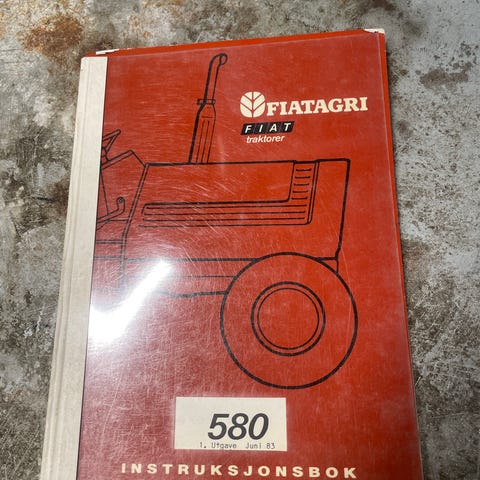 FIATAGRI
FIAT
traktorer
580
1. Utgave Juni 83
INSTRUKSJONSBOK